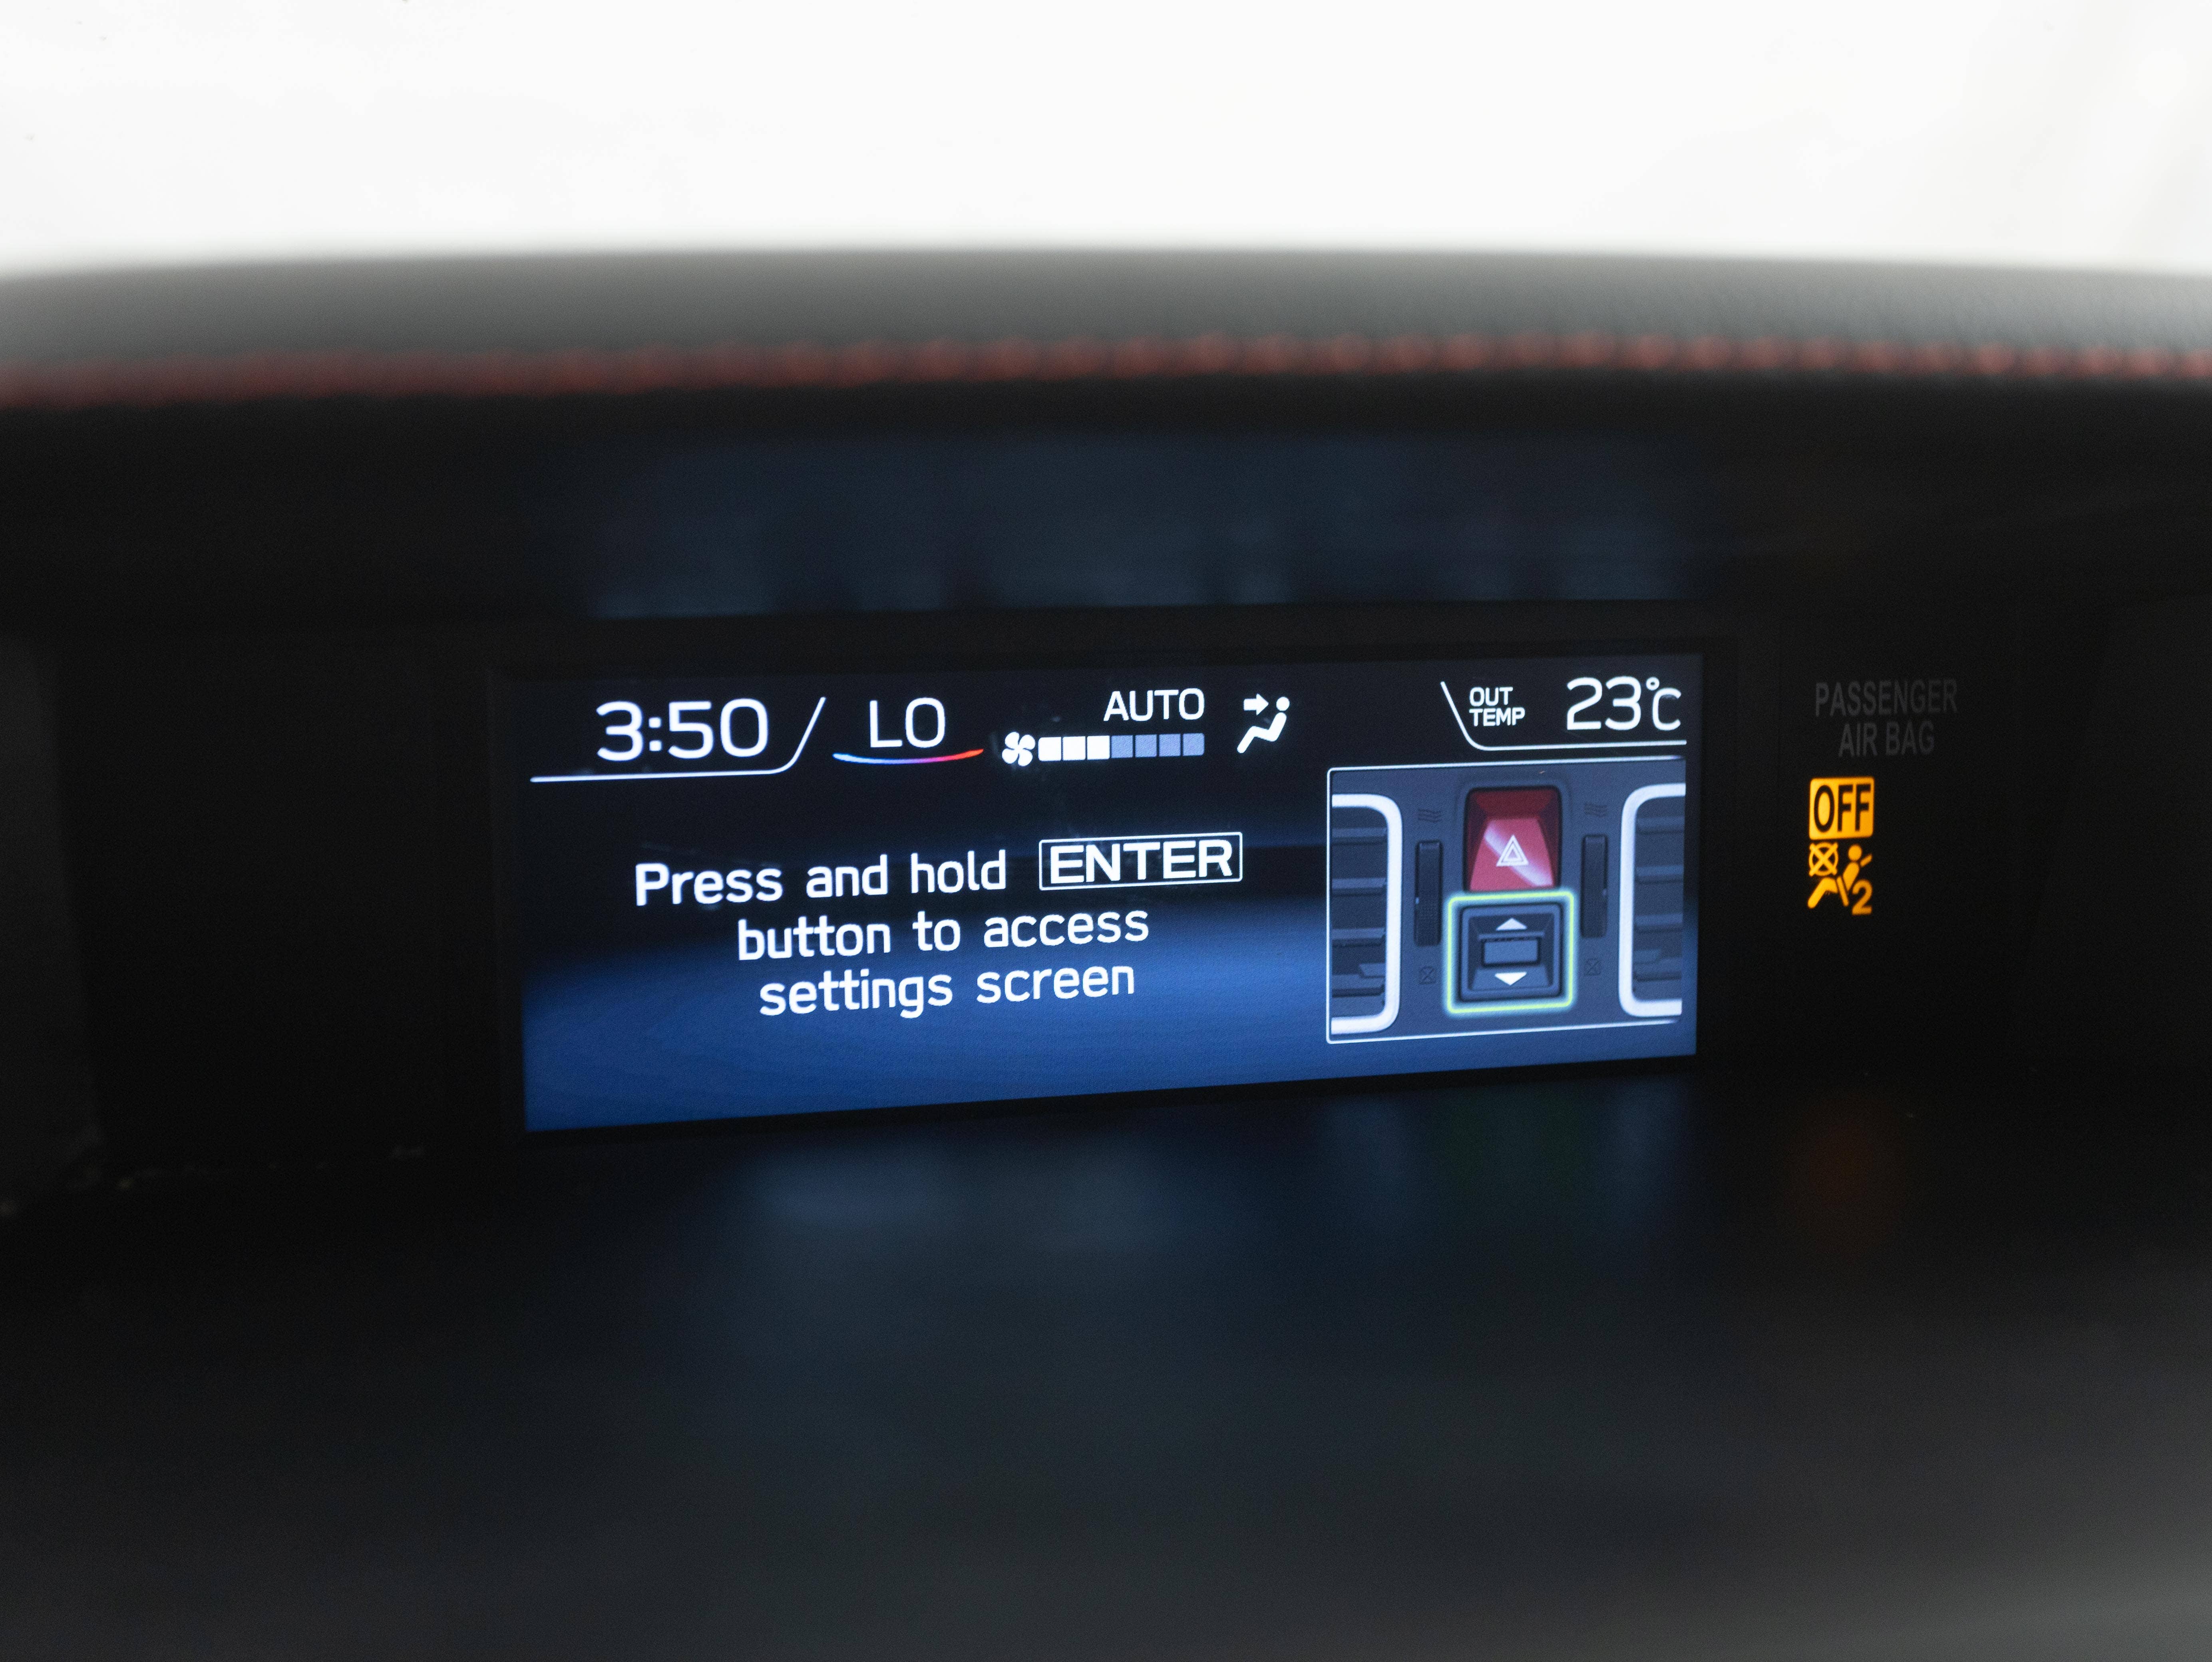 3:50 LO AUTO OUT TEMP 23°C
Press and hold ENTER
button to access
settings screen
PASSENGER
AIR BAG
OFF
2